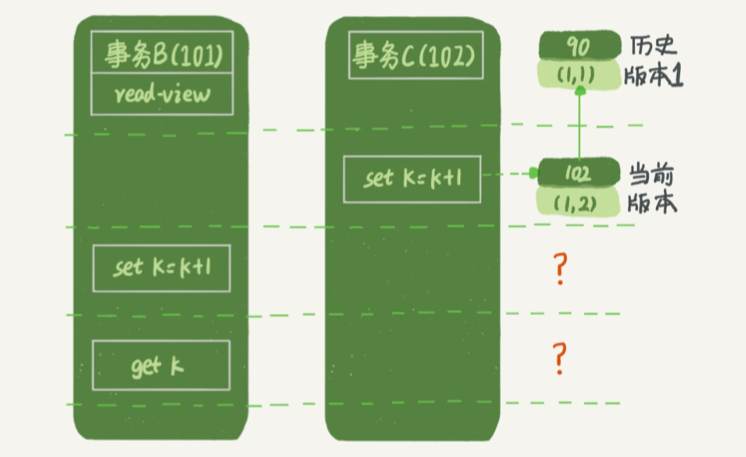 事务B(101)
read-view
事务C(102)
90
(1,1)
历史
版本1
set k=k+1
102
(1,2)
当前
版本
set k=k+1
?
get k
?